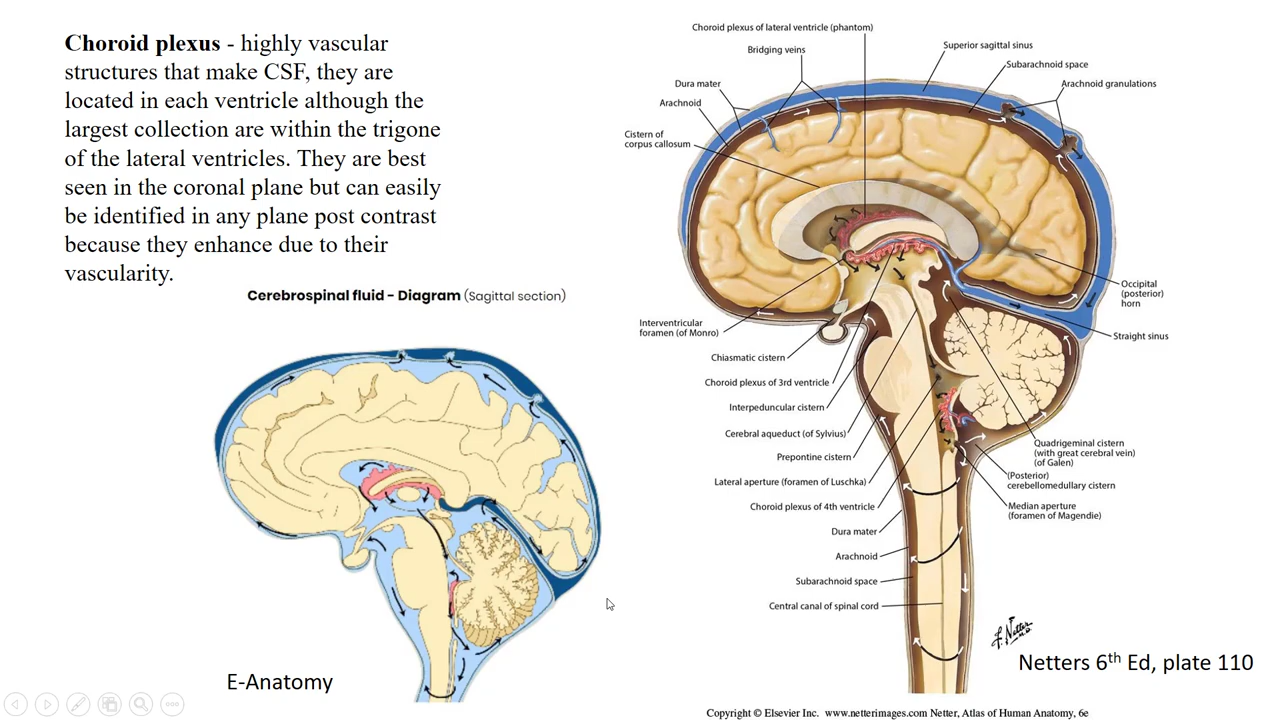 Choroid plexus - highly vascular
structures that make CSF, they are
located in each ventricle although the
largest collection are within the trigone
of the lateral ventricles. They are best
seen in the coronal plane but can easily
be identified in any plane post contrast
because they enhance due to their
vascularity.
Cerebrospinal fluid – Diagram (Sagittal section)
E-Anatomy
Choroid plexus of lateral ventricle (phantom)
Bridging veins
Dura mater
Arachnoid
Cistern of
corpus callosum
Superior sagittal sinus
Subarachnoid space
Arachnoid granulations
Interventricular
foramen (of Monro)
Chiasmatic cistern
Choroid plexus of 3rd ventricle
Interpeduncular cistern
Cerebral aqueduct (of Sylvius)
Prepontine cistern
Lateral aperture (foramen of Luschka)
Choroid plexus of 4th ventricle
Dura mater
Arachnoid
Subarachnoid space
Central canal of spinal cord
Occipital
(posterior)
horn
Straight sinus
Quadrigeminal cistern
(with great cerebral vein)
(of Galen)
(Posterior)
cerebellomedullary cistern
Median aperture
(foramen of Magendie)
F. Netter
M.D.
Netters 6th Ed, plate 110
Copyright © Elsevier Inc. www.netterimages.com Netter, Atlas of Human Anatomy, 6e